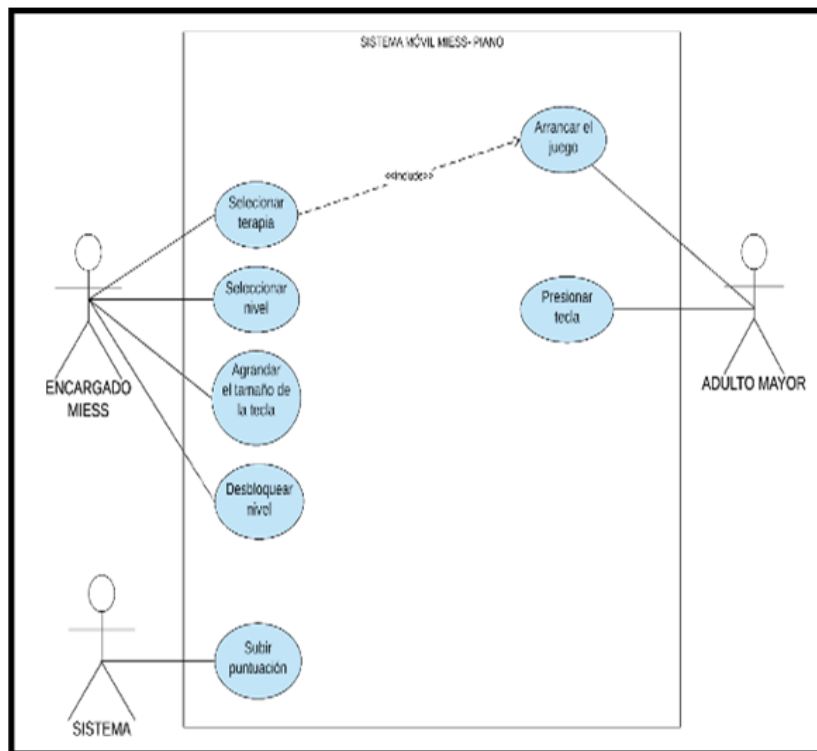 SISTEMA MÓVIL MIESS- PIANO
Arrancar el
juego
<<Include>>
Selecionar
terapia
Seleccionar
nivel
Presionar
tecla
Agrandar
el tamaño de
la tecla
ENCARGADO
MIESS
ADULTO MAYOR
Desbloquear
nivel
Subir
puntuación
SISTEMA